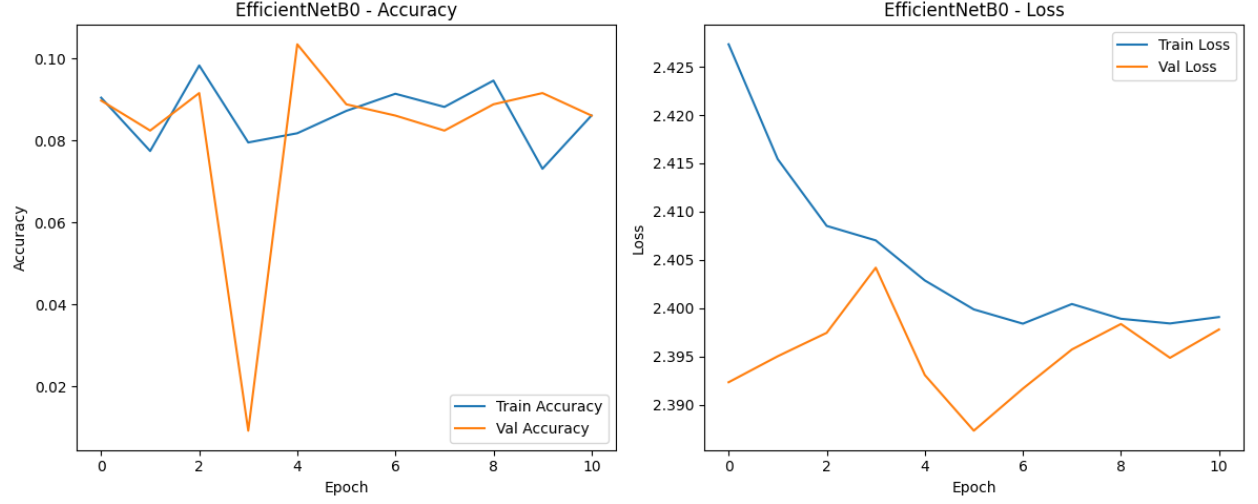 EfficientNetB0 - Accuracy
Accuracy
0.10
0.08
0.06
0.04
0.02
Train Accuracy
Val Accuracy
0
2
4
6
8
10
Epoch
EfficientNetB0 - Loss
Loss
2.425
2.420
2.415
2.410
2.405
2.400
2.395
2.390
Train Loss
Val Loss
0
2
4
6
8
10
Epoch